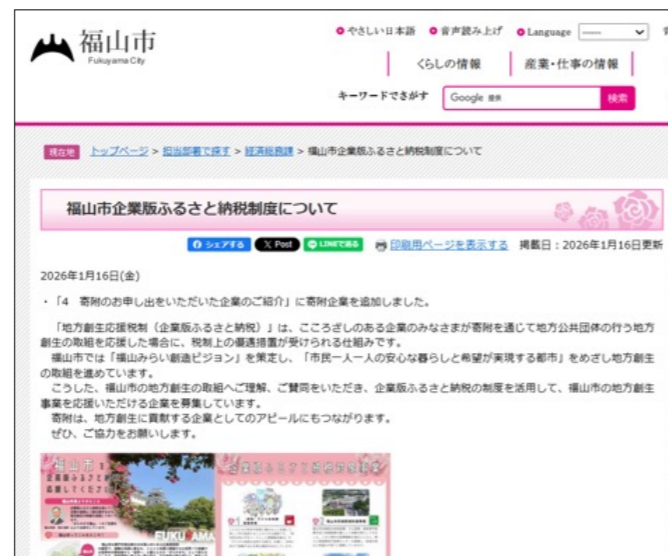 福山市
Fukuyama City
やさしい日本語 音声読み上げ Language
くらしの情報 産業・仕事の情報
キーワードでさがす Google 提供 検索
現在地 トップページ > 担当部署で探す > 経済総務課 > 福山市企業版ふるさと納税制度について
福山市企業版ふるさと納税制度について
シェアする X Post LINEで送る 印刷用ページを表示する 掲載日：2026年1月16日更新
2026年1月16日(金)
・「4 寄附のお申し出をいただいた企業のご紹介」に寄附企業を追加しました。
「地方創生応援税制（企業版ふるさと納税）」は、こころざしのある企業のみなさまが寄附を通じて地方公共団体の行う地方
創生の取組を応援した場合に、税制上の優遇措置が受けられる仕組みです。
福山市では「福山みらい創造ビジョン」を策定し、「市民一人一人の安心な暮らしと希望が実現する都市」をめざし地方創生
の取組を進めています。
こうした、福山市の地方創生の取組へご理解、ご賛同をいただき、企業版ふるさと納税の制度を活用して、福山市の地方創生
事業を応援いただける企業を募集しています。
寄附は、地方創生に貢献する企業としてのアピールにもつながります。
ぜひ、ご協力をお願いします。
福山市を
企業版ふるさと納税で
応援してください
FUKUYAMA